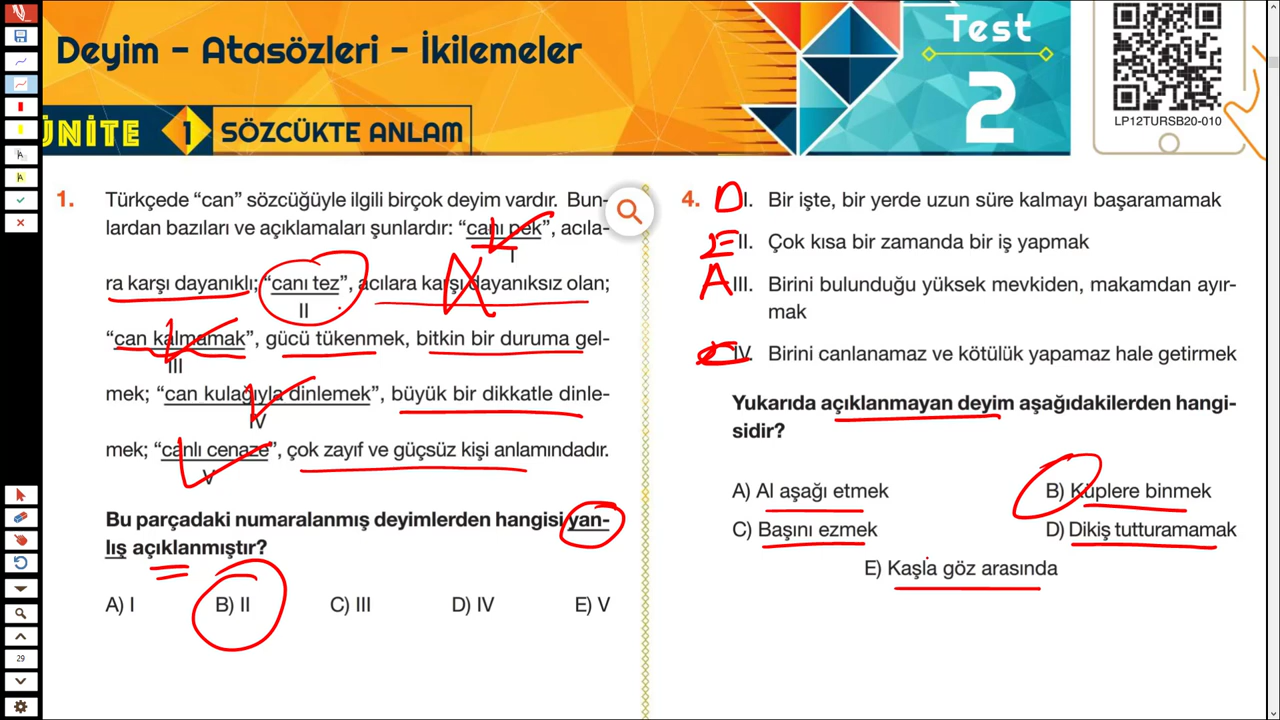 Deyim - Atasözleri - İkilemeler
Test
2
ÜNİTE 1 SÖZCÜKTE ANLAM
LP12TURSB20-010
1. Türkçede “can” sözcüğüyle ilgili birçok deyim vardır. Bun-
lardan bazıları ve açıklamaları şunlardır: “canı pek”, acıla-
I
ra karşı dayanıklı; “canı tez”, acılara karşı dayanıksız olan;
II
“can kalmamak”, gücü tükenmek, bitkin bir duruma gel-
III
mek; “can kulağıyla dinlemek”, büyük bir dikkatle dinle-
IV
mek; “canlı cenaze”, çok zayıf ve güçsüz kişi anlamındadır.
V
Bu parçadaki numaralanmış deyimlerden hangisi yan-
lış açıklanmıştır?
A) I B) II C) III D) IV E) V
4. D I. Bir işte, bir yerde uzun süre kalmayı başaramamak
E II. Çok kısa bir zamanda bir iş yapmak
A III. Birini bulunduğu yüksek mevkiden, makamdan ayır-
mak
IV. Birini canlanamaz ve kötülük yapamaz hale getirmek
Yukarıda açıklanmayan deyim aşağıdakilerden hangi-
sidir?
A) Al aşağı etmek B) Küplere binmek
C) Başını ezmek D) Dikiş tutturamamak
E) Kaşla göz arasında
29